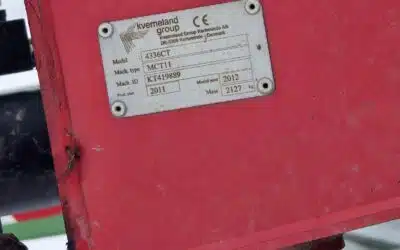 kverneland
group
CE
Kverneland Group Kerteminde AS
DK-5300 Kerteminde, Denmark
Model 4336CT
Mach. type MCT11
Mach. ID KT419889
Prod. year 2011 Model year 2012
Mass 2127 kg